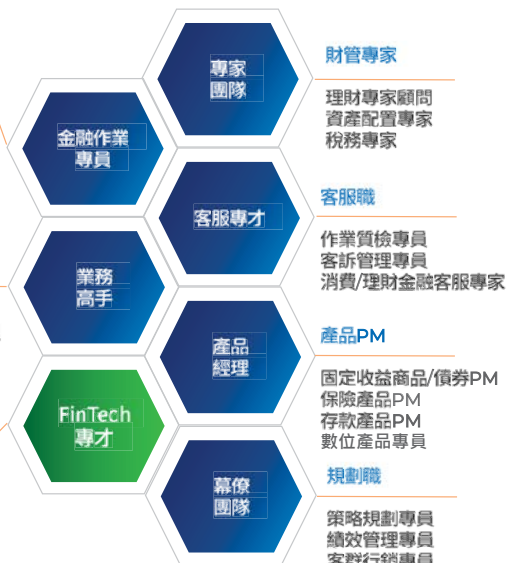 專家
團隊
財管專家
理財專家顧問
資產配置專家
稅務專家
金融作業
專員
客服專才
客服職
作業質檢專員
客訴管理專員
消費/理財金融客服專家
業務
高手
產品
經理
產品PM
固定收益商品/債券PM
保險產品PM
存款產品PM
數位產品專員
FinTech
專才
幕僚
團隊
規劃職
策略規劃專員
績效管理專員
客群行銷專員